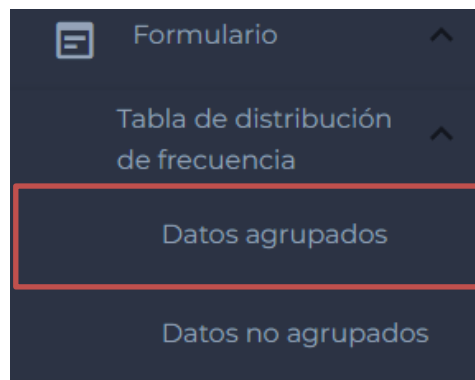 Formulario
Tabla de distribución
de frecuencia
Datos agrupados
Datos no agrupados